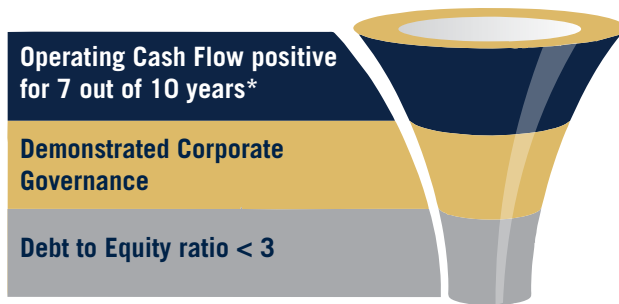 Operating Cash Flow positive
for 7 out of 10 years*
Demonstrated Corporate
Governance
Debt to Equity ratio < 3